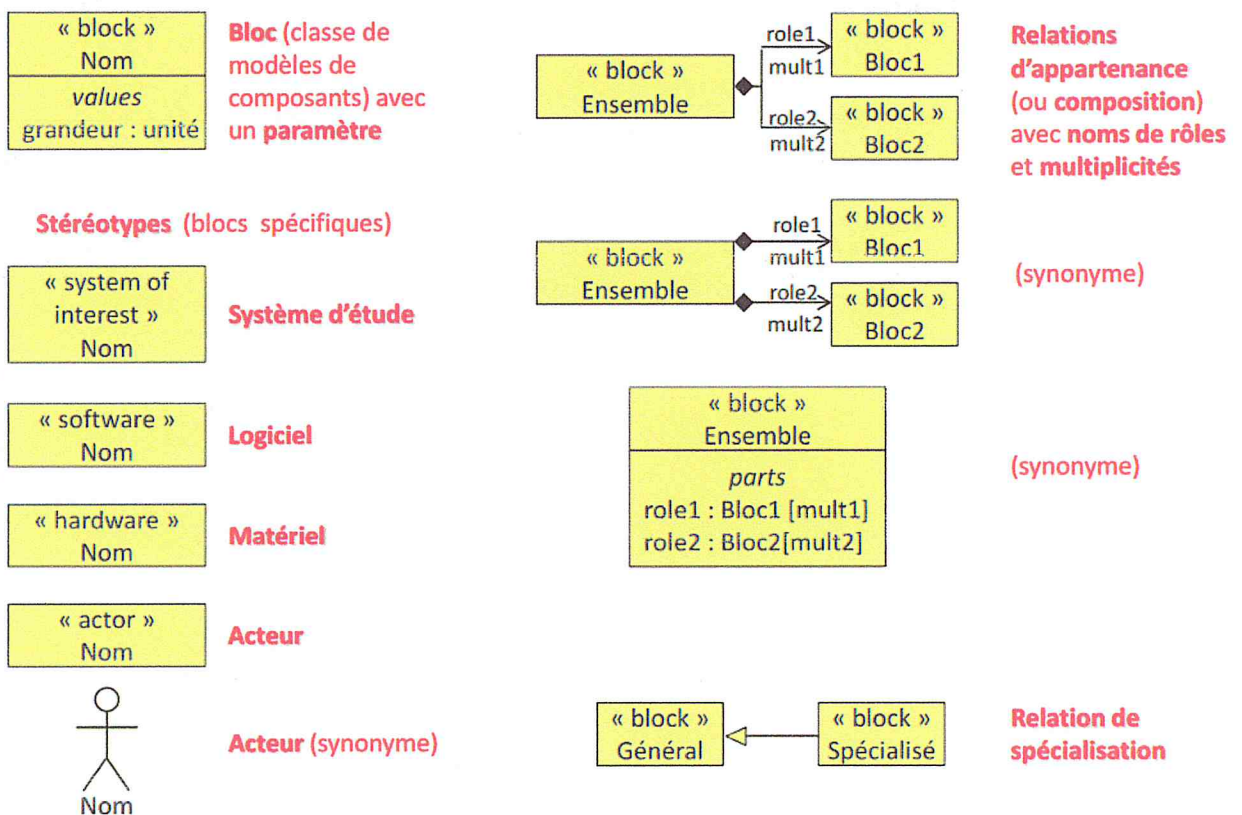 « block »
Nom
values
grandeur : unité
Bloc (classe de
modèles de
composants) avec
un paramètre
Stéréotypes (blocs spécifiques)
« system of
interest »
Nom
Système d'étude
« software »
Nom
Logiciel
« hardware »
Nom
Matériel
« actor »
Nom
Acteur
Nom
Acteur (synonyme)
« block »
Ensemble
role1
mult1
« block »
Bloc1
role2
mult2
« block »
Bloc2
Relations
d'appartenance
(ou composition)
avec noms de rôles
et multiplicités
« block »
Ensemble
role1
mult1
« block »
Bloc1
role2
mult2
« block »
Bloc2
(synonyme)
« block »
Ensemble
parts
role1 : Bloc1 [mult1]
role2 : Bloc2[mult2]
(synonyme)
« block »
Général
« block »
Spécialisé
Relation de
spécialisation